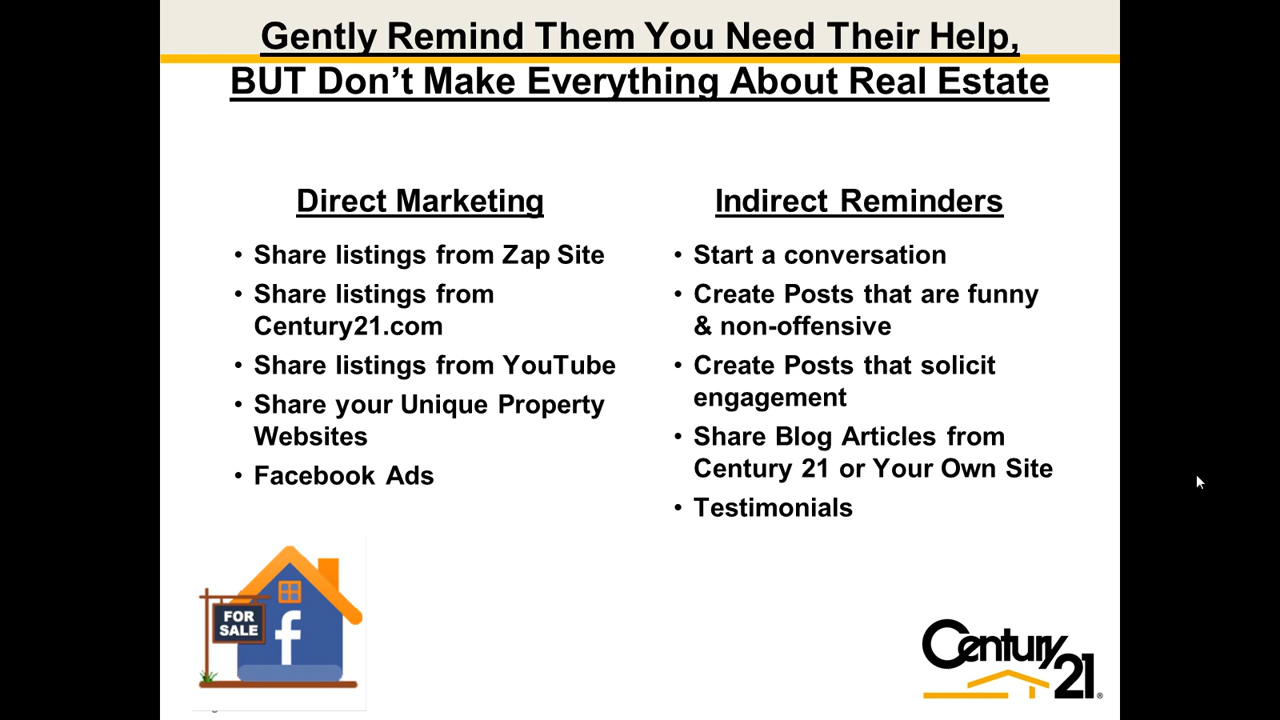 Gently Remind Them You Need Their Help,
BUT Don't Make Everything About Real Estate
Direct Marketing
• Share listings from Zap Site
• Share listings from
Century21.com
• Share listings from YouTube
• Share your Unique Property
Websites
• Facebook Ads
Indirect Reminders
• Start a conversation
• Create Posts that are funny
& non-offensive
• Create Posts that solicit
engagement
• Share Blog Articles from
Century 21 or Your Own Site
• Testimonials
FOR
SALE
f
Century
21®